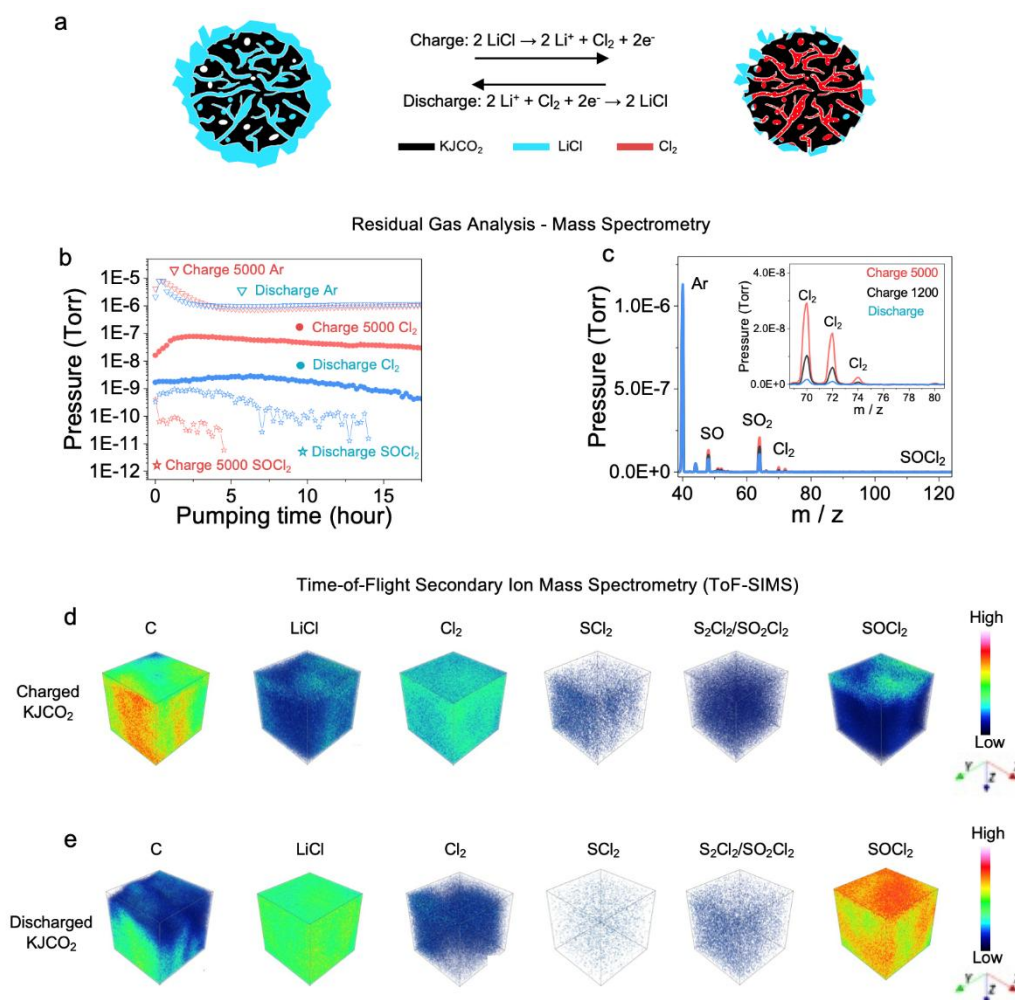 a
Charge: 2 LiCl → 2 Li⁺ + Cl₂ + 2e⁻
Discharge: 2 Li⁺ + Cl₂ + 2e⁻ → 2 LiCl
KJCO₂ LiCl Cl₂
Residual Gas Analysis - Mass Spectrometry
b
Pressure (Torr)
1E-5
1E-6
1E-7
1E-8
1E-9
1E-10
1E-11
1E-12
Charge 5000 Ar
Discharge Ar
Charge 5000 Cl₂
Discharge Cl₂
Charge 5000 SOCl₂
Discharge SOCl₂
0 5 10 15
Pumping time (hour)
c
Pressure (Torr)
1.0E-6
5.0E-7
0.0E+0
Ar
SO
SO₂
Cl₂
SOCl₂
40 60 80 100 120
m / z
Pressure (Torr)
4.0E-8
2.0E-8
0.0E+0
Charge 5000
Charge 1200
Discharge
Cl₂
Cl₂
Cl₂
70 72 74 76 78 80
m / z
Time-of-Flight Secondary Ion Mass Spectrometry (ToF-SIMS)
d
C LiCl Cl₂ SCl₂ S₂Cl₂/SO₂Cl₂ SOCl₂
Charged
KJCO₂
High
Low
Y Z
e
C LiCl Cl₂ SCl₂ S₂Cl₂/SO₂Cl₂ SOCl₂
Discharged
KJCO₂
High
Low
Y Z